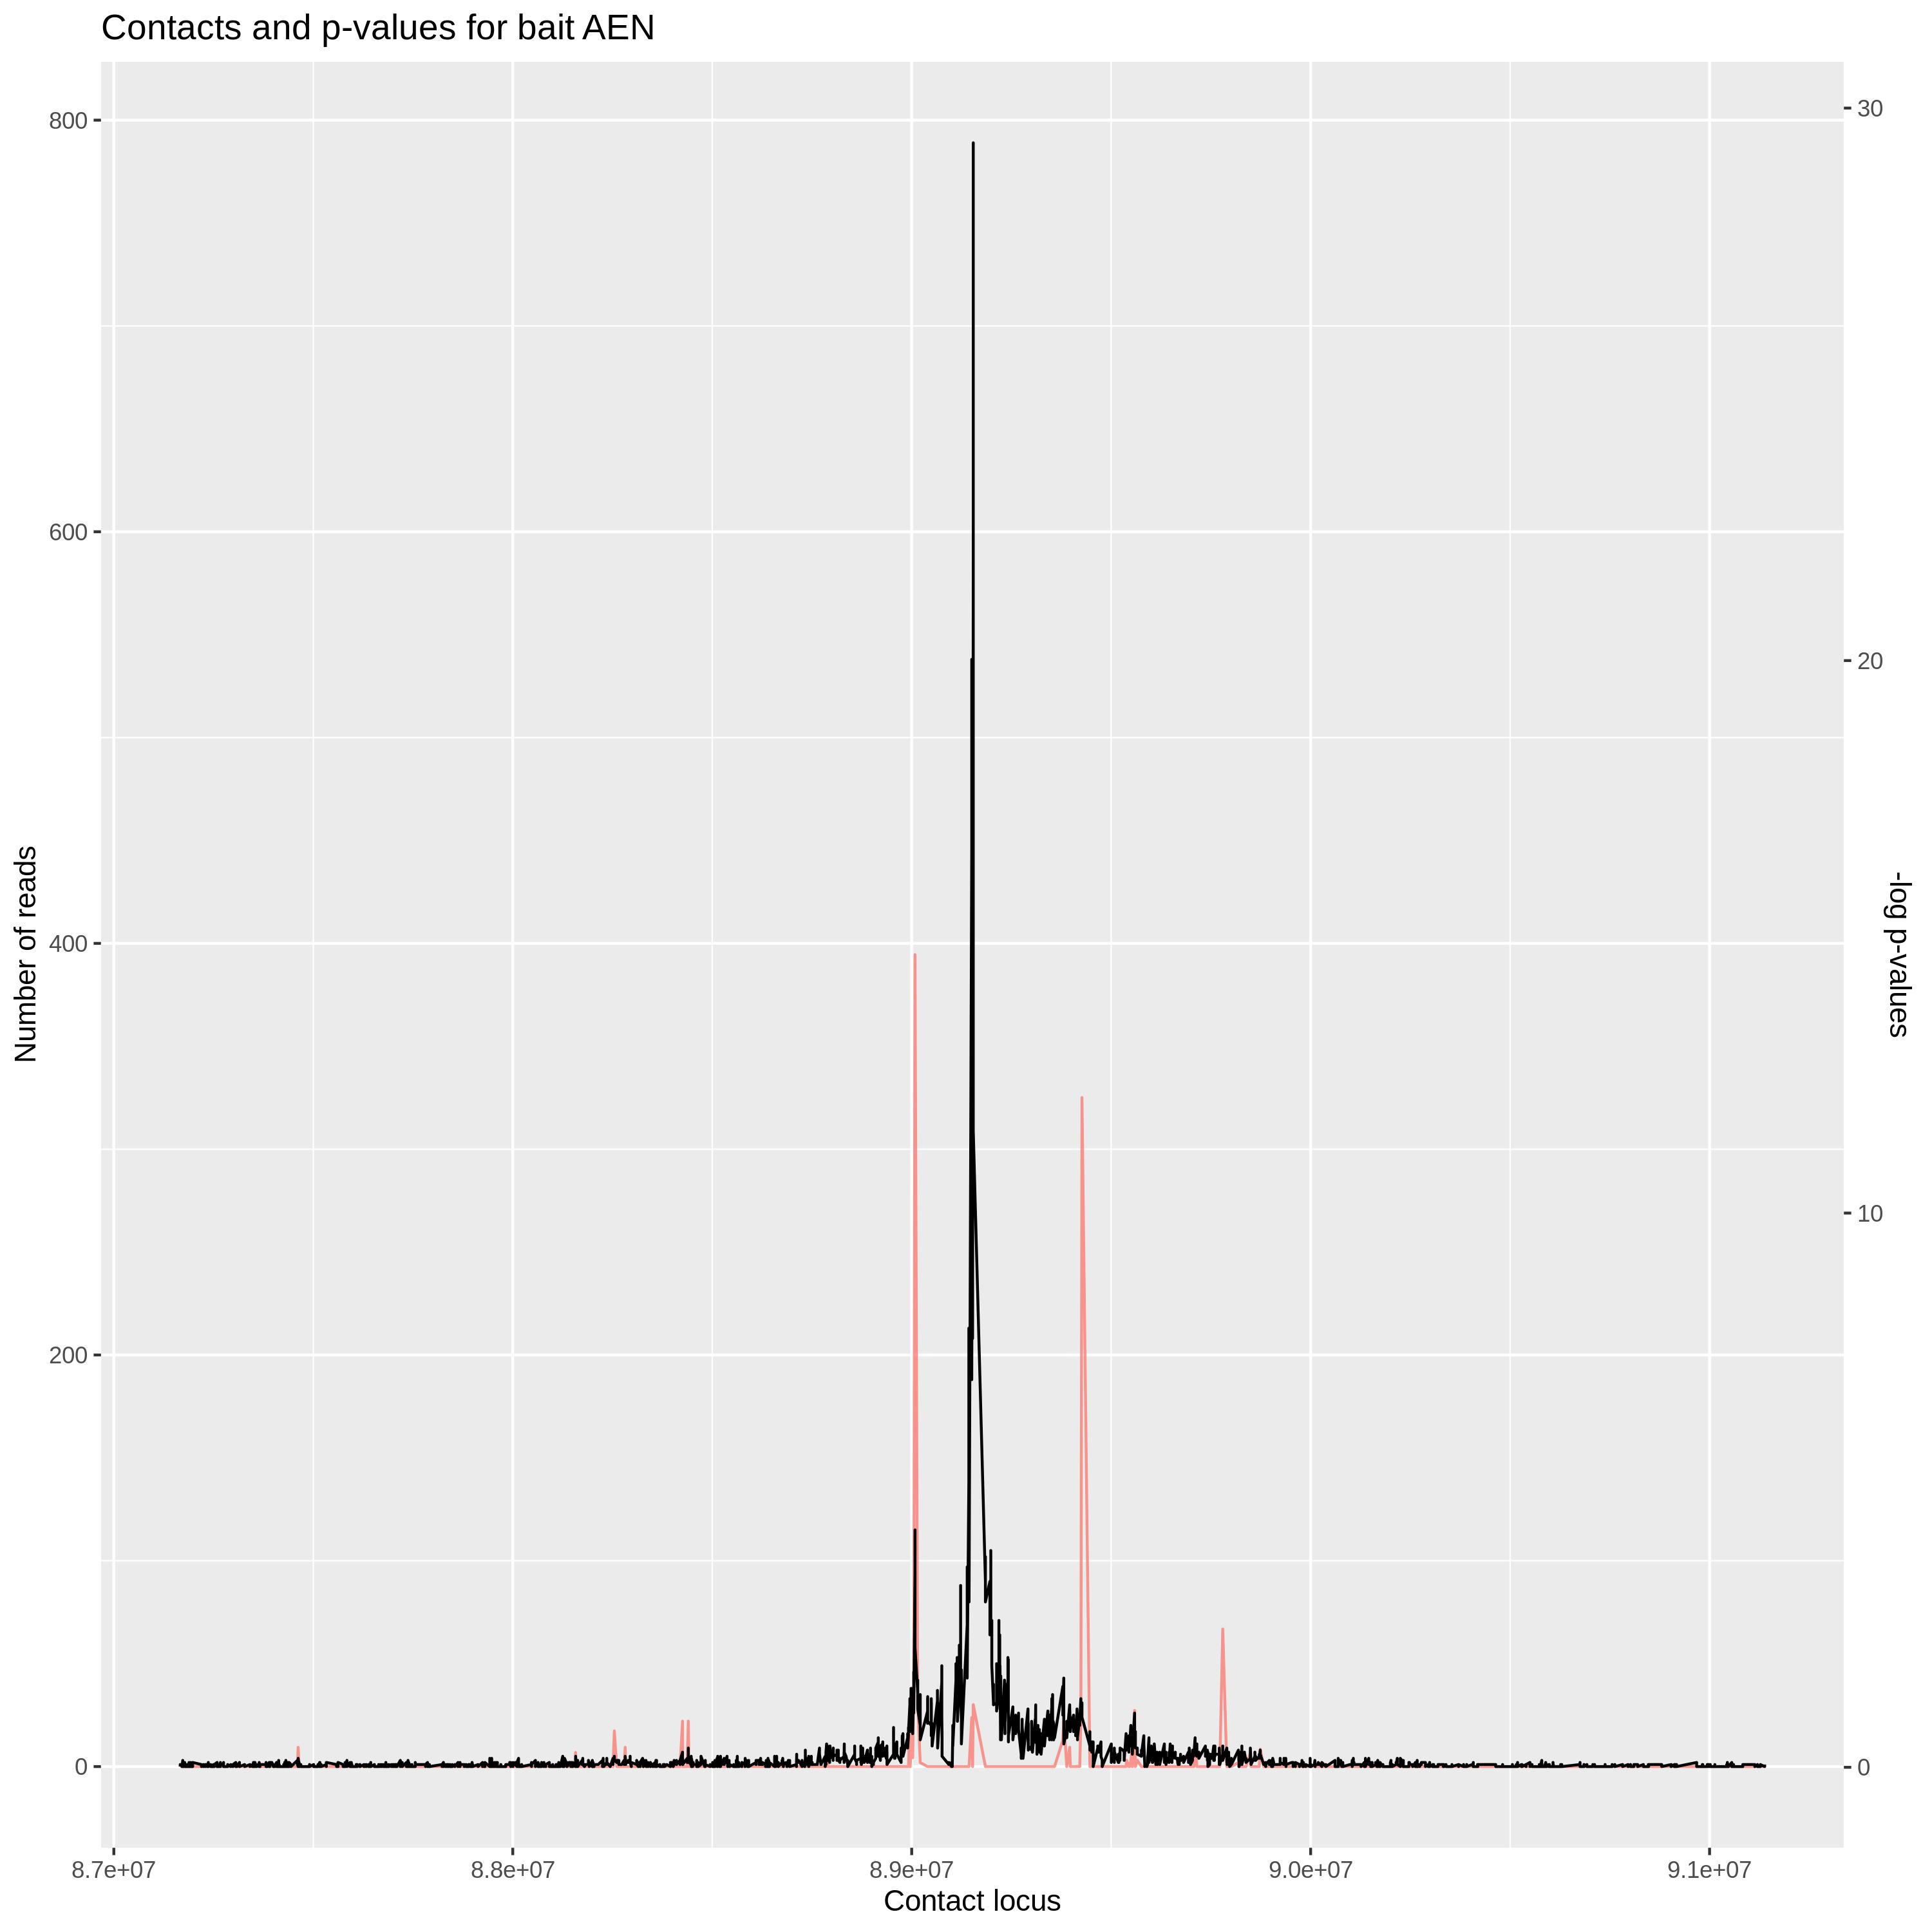 Contacts and p-values for bait AEN
800
600
400
200
0
30
20
10
0
Number of reads
-log p-values
8.7e+07 8.8e+07 8.9e+07 9.0e+07 9.1e+07
Contact locus